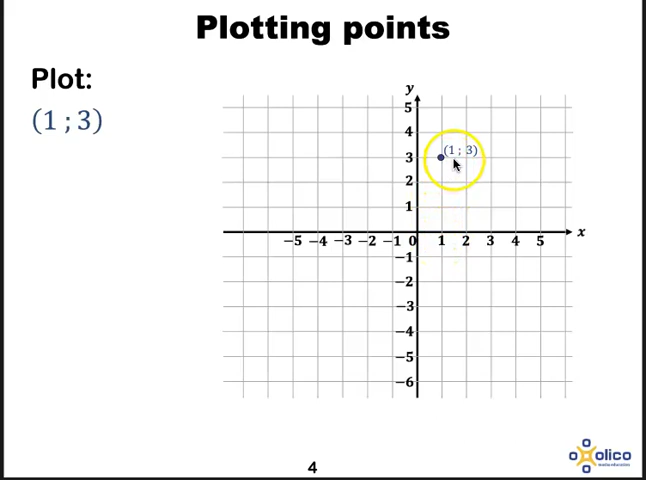 Plotting points
Plot:
(1 ; 3)
y
5
4
(1 ; 3)
3
2
1
x
−5 −4 −3 −2 −1 0 1 2 3 4 5
−1
−2
−3
−4
−5
−6
olico
4